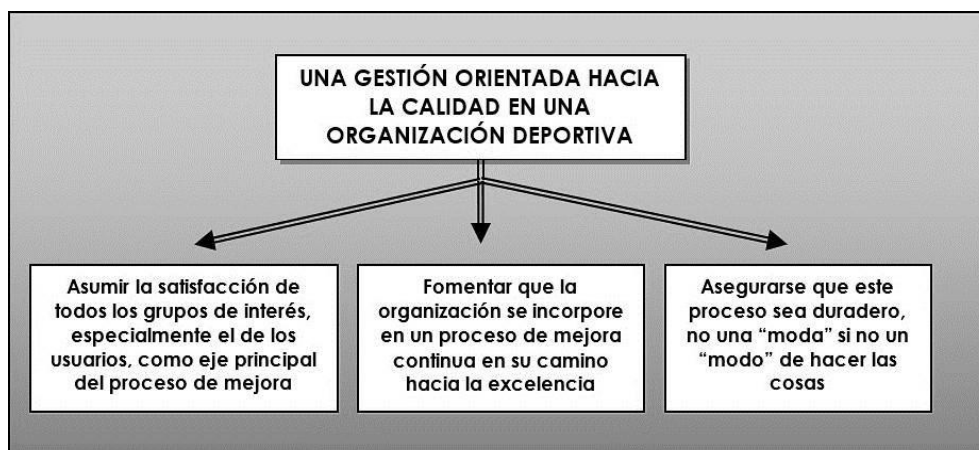 UNA GESTIÓN ORIENTADA HACIA
LA CALIDAD EN UNA
ORGANIZACIÓN DEPORTIVA
Asumir la satisfacción de
todos los grupos de interés,
especialmente el de los
usuarios, como eje principal
del proceso de mejora
Fomentar que la
organización se incorpore
en un proceso de mejora
continua en su camino
hacia la excelencia
Asegurarse que este
proceso sea duradero,
no una “moda” si no un
“modo” de hacer las
cosas